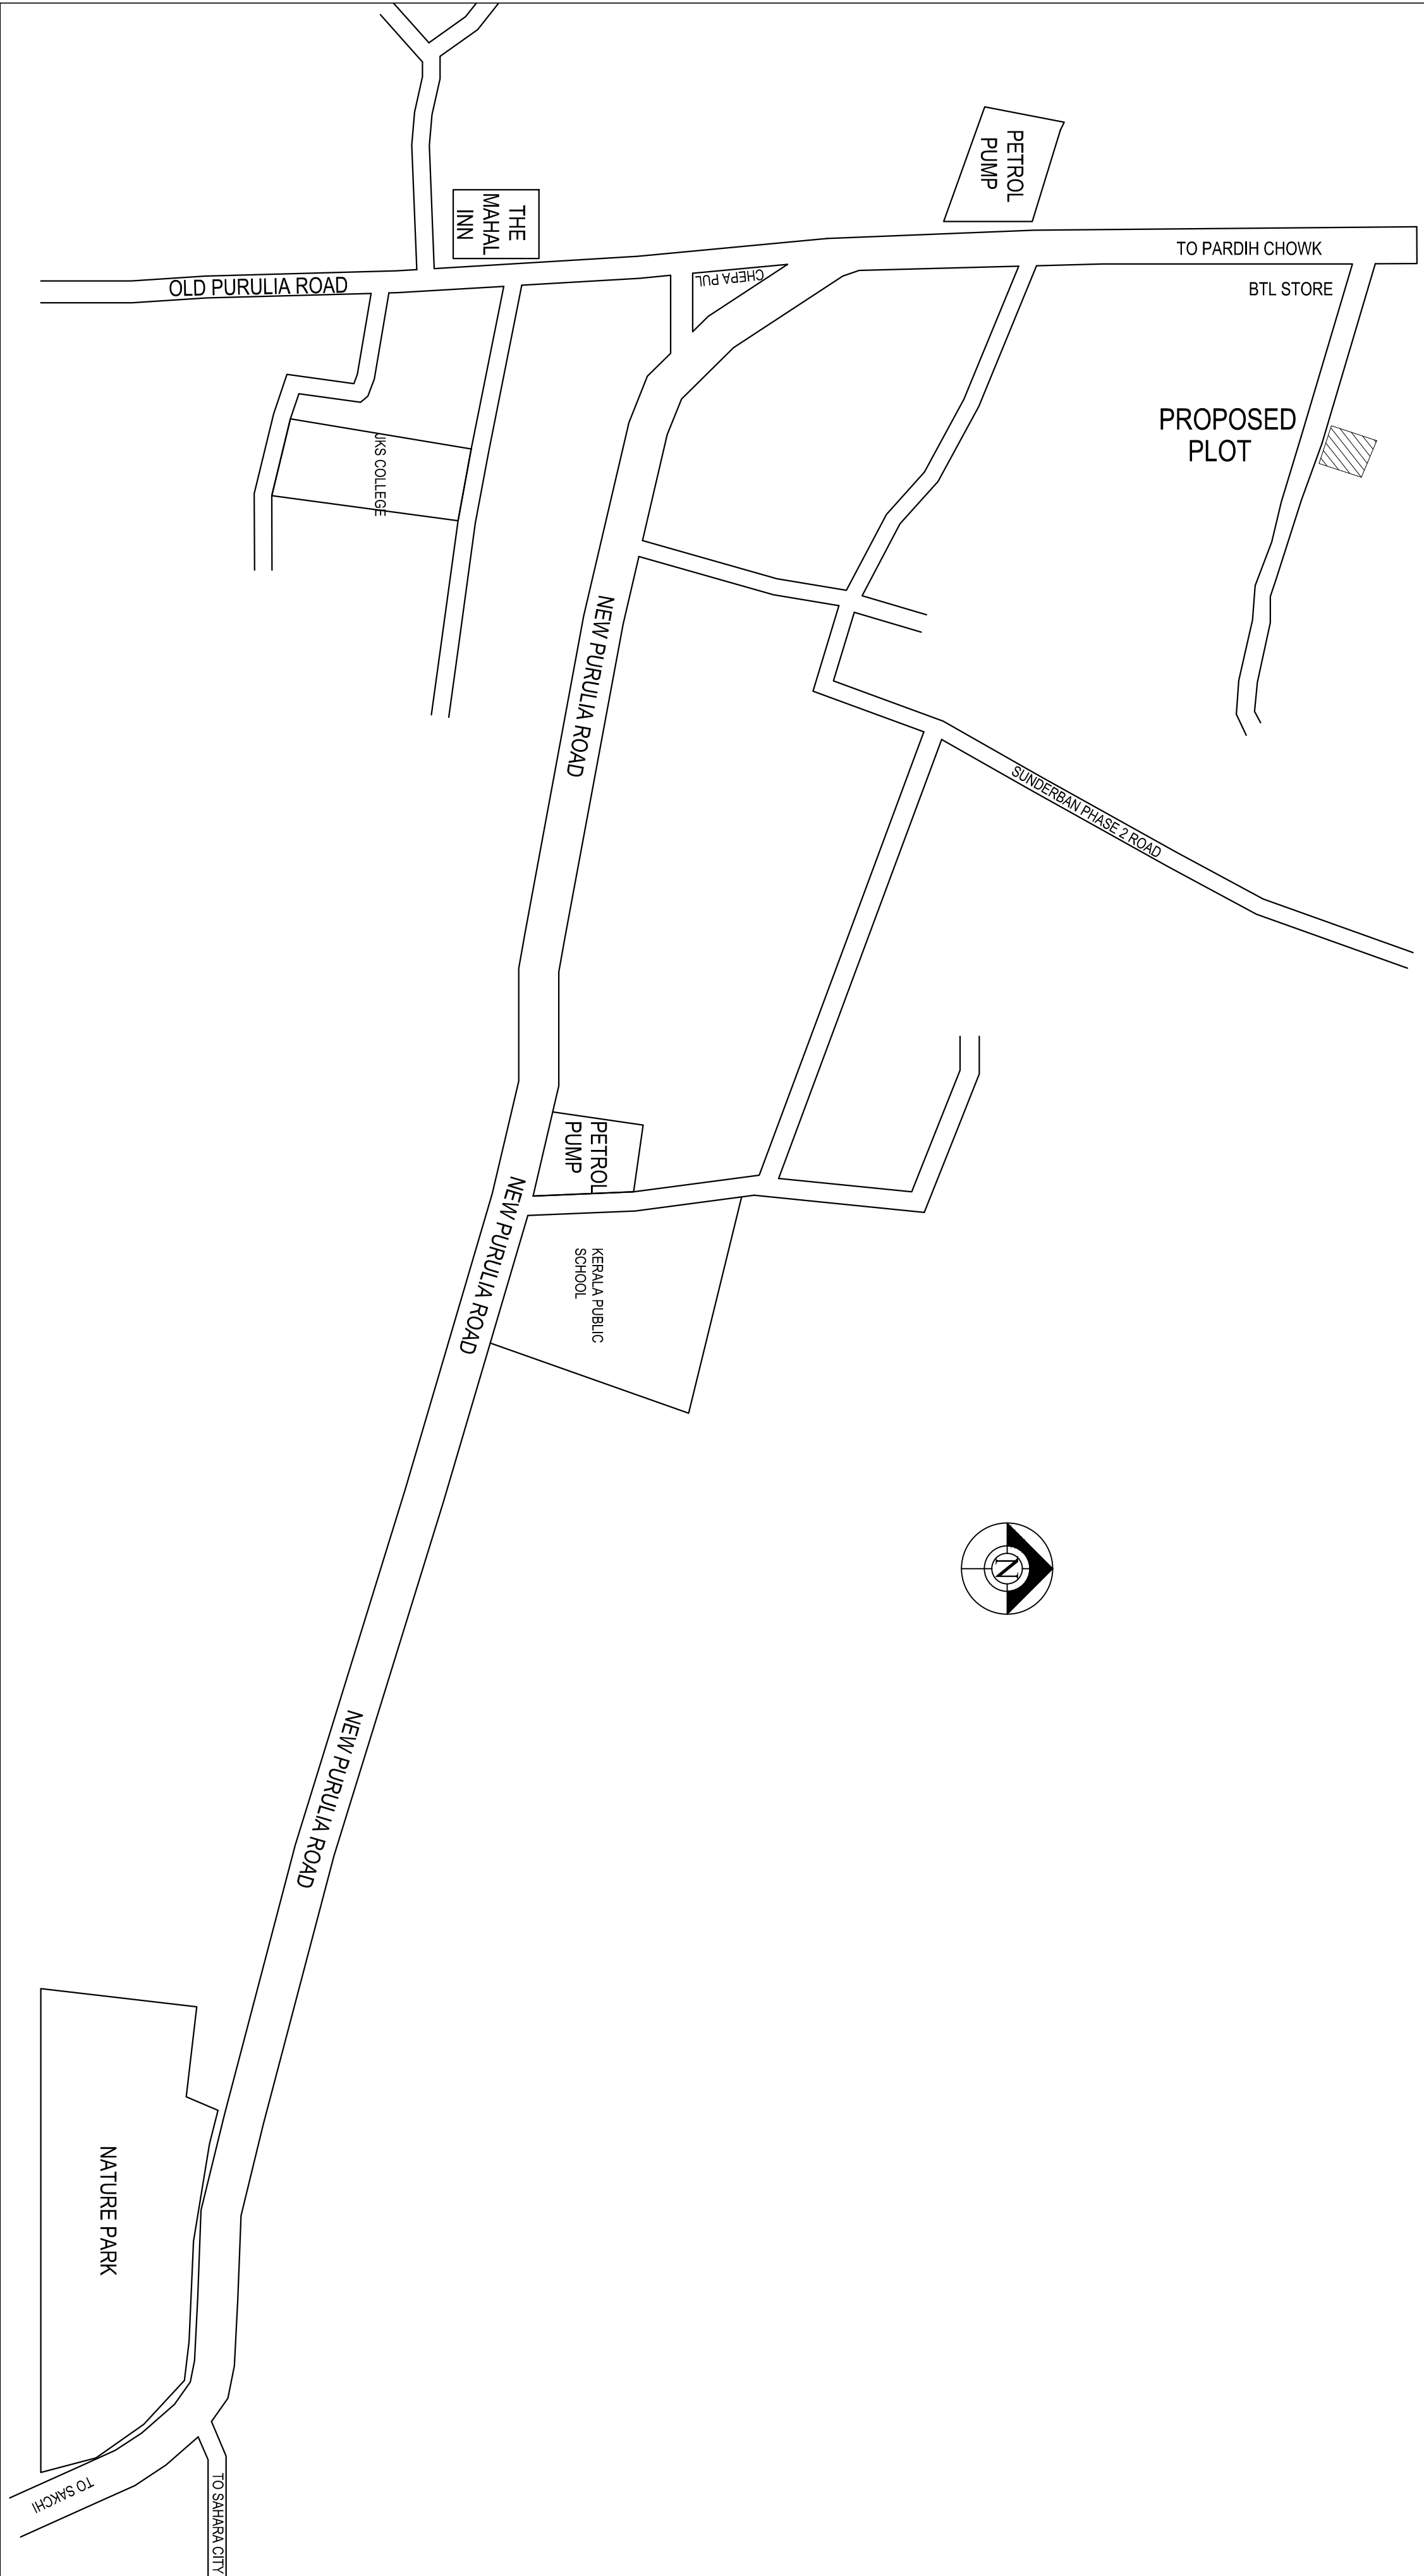 PETROL
PUMP
THE
MAHAL
INN
TO PARDIH CHOWK
CHEPA PUL
OLD PURULIA ROAD
BTL STORE
PROPOSED
PLOT
JKS COLLEGE
NEW PURULIA ROAD
SUNDERBAN PHASE 2 ROAD
PETROL
PUMP
NEW PURULIA ROAD
KERALA PUBLIC
SCHOOL
N
NEW PURULIA ROAD
NATURE PARK
TO SAKCHI
TO SAHARA CITY